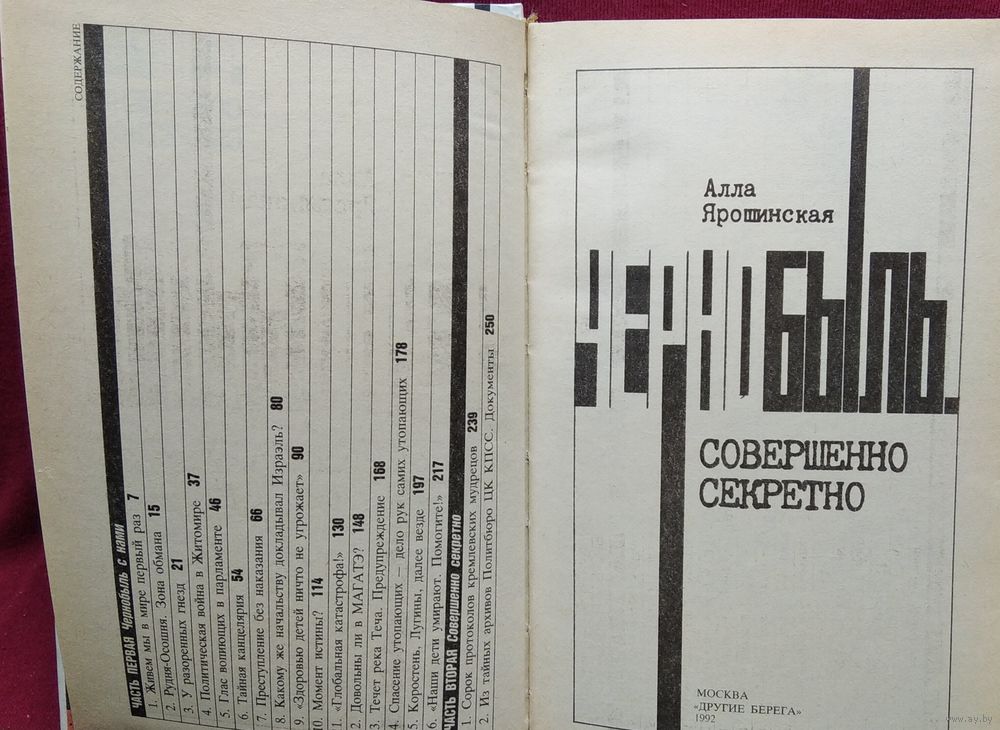 СОДЕРЖАНИЕ
ЧАСТЬ ПЕРВАЯ Чернобыль с нами
1. Живем мы в мире первый раз 7
2. Рудня-Осошня. Зона обмана 15
3. У разоренных гнезд 21
4. Политическая война в Житомире 37
5. Глас вопиющих в парламенте 46
6. Тайная канцелярия 54
7. Преступление без наказания 66
8. Какому же начальству докладывал Израэль? 80
9. «Здоровью детей ничто не угрожает» 90
10. Момент истины? 114
1. «Глобальная катастрофа!» 130
2. Довольны ли в МАГАТЭ? 148
3. Течет река Теча. Предупреждение 168
4. Спасение утопающих — дело рук самих утопающих 178
5. Коростень, Лугины, далее везде 197
6. «Наши дети умирают. Помогите!» 217
ЧАСТЬ ВТОРАЯ Совершенно секретно
1. Сорок протоколов кремлевских мудрецов 239
2. Из тайных архивов Политбюро ЦК КПСС. Документы 250
Алла
Ярошинская
ЧЕРНОБЫЛЬ.
СОВЕРШЕННО
СЕКРЕТНО
МОСКВА
«ДРУГИЕ БЕРЕГА»
1992
www.ay.by